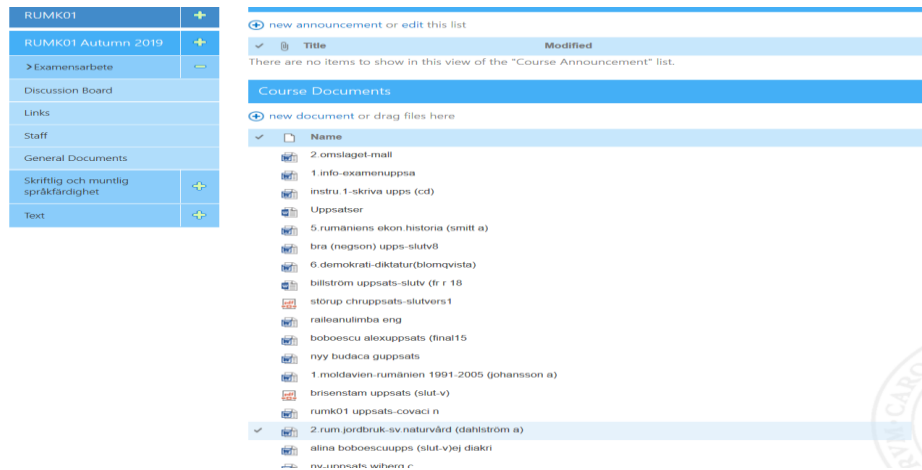 RUMK01
RUMK01 Autumn 2019
>Examensarbete
Discussion Board
Links
Staff
General Documents
Skriftlig och muntlig
språkfärdighet
Text
new announcement or edit this list
Title Modified
There are no items to show in this view of the "Course Announcement" list.
Course Documents
new document or drag files here
Name
2.omslaget-mall
1.info-examenuppsa
instru.1-skriva upps (cd)
Uppsatser
5.rumäniens ekon.historia (smitt a)
bra (negson) upps-slutv8
6.demokrati-diktatur(blomqvista)
billström uppsats-slutv (fr r 18
störup chruppsats-slutvers1
raileanulimba eng
boboescu alexuppsats (final15
nyy budaca guppsats
1.moldavien-rumänien 1991-2005 (johansson a)
brisenstam uppsats (slut-v)
rumk01 uppsats-covaci n
2.rum.jordbruk-sv.naturvård (dahlström a)
alina boboescuupps (slut-v)ej diakri
ny-uppsats wiberg c